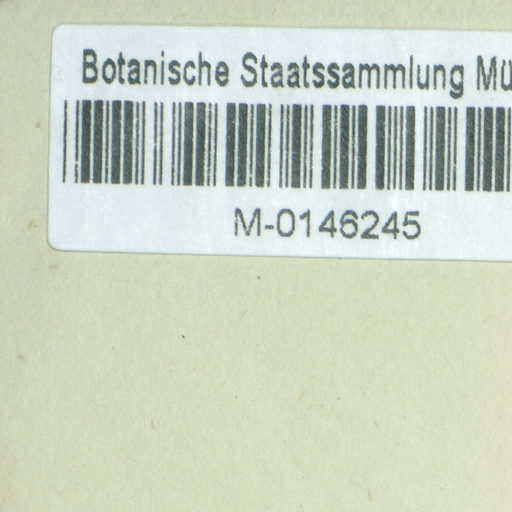 Botanische Staatssammlung Mü
M-0146245